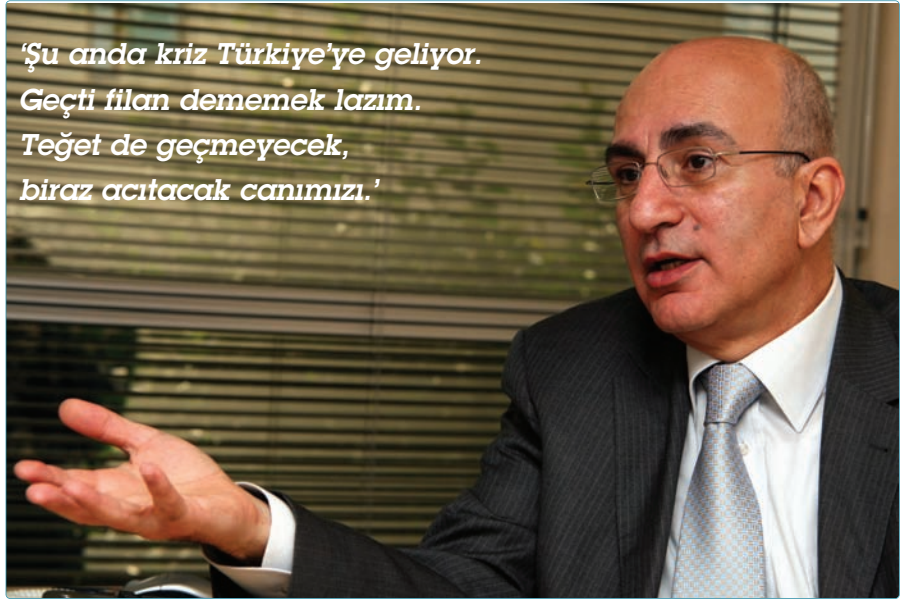 ‘Şu anda kriz Türkiye’ye geliyor.
Geçti filan dememek lazım.
Teğet de geçmeyecek,
biraz acıtacak canımızı.’